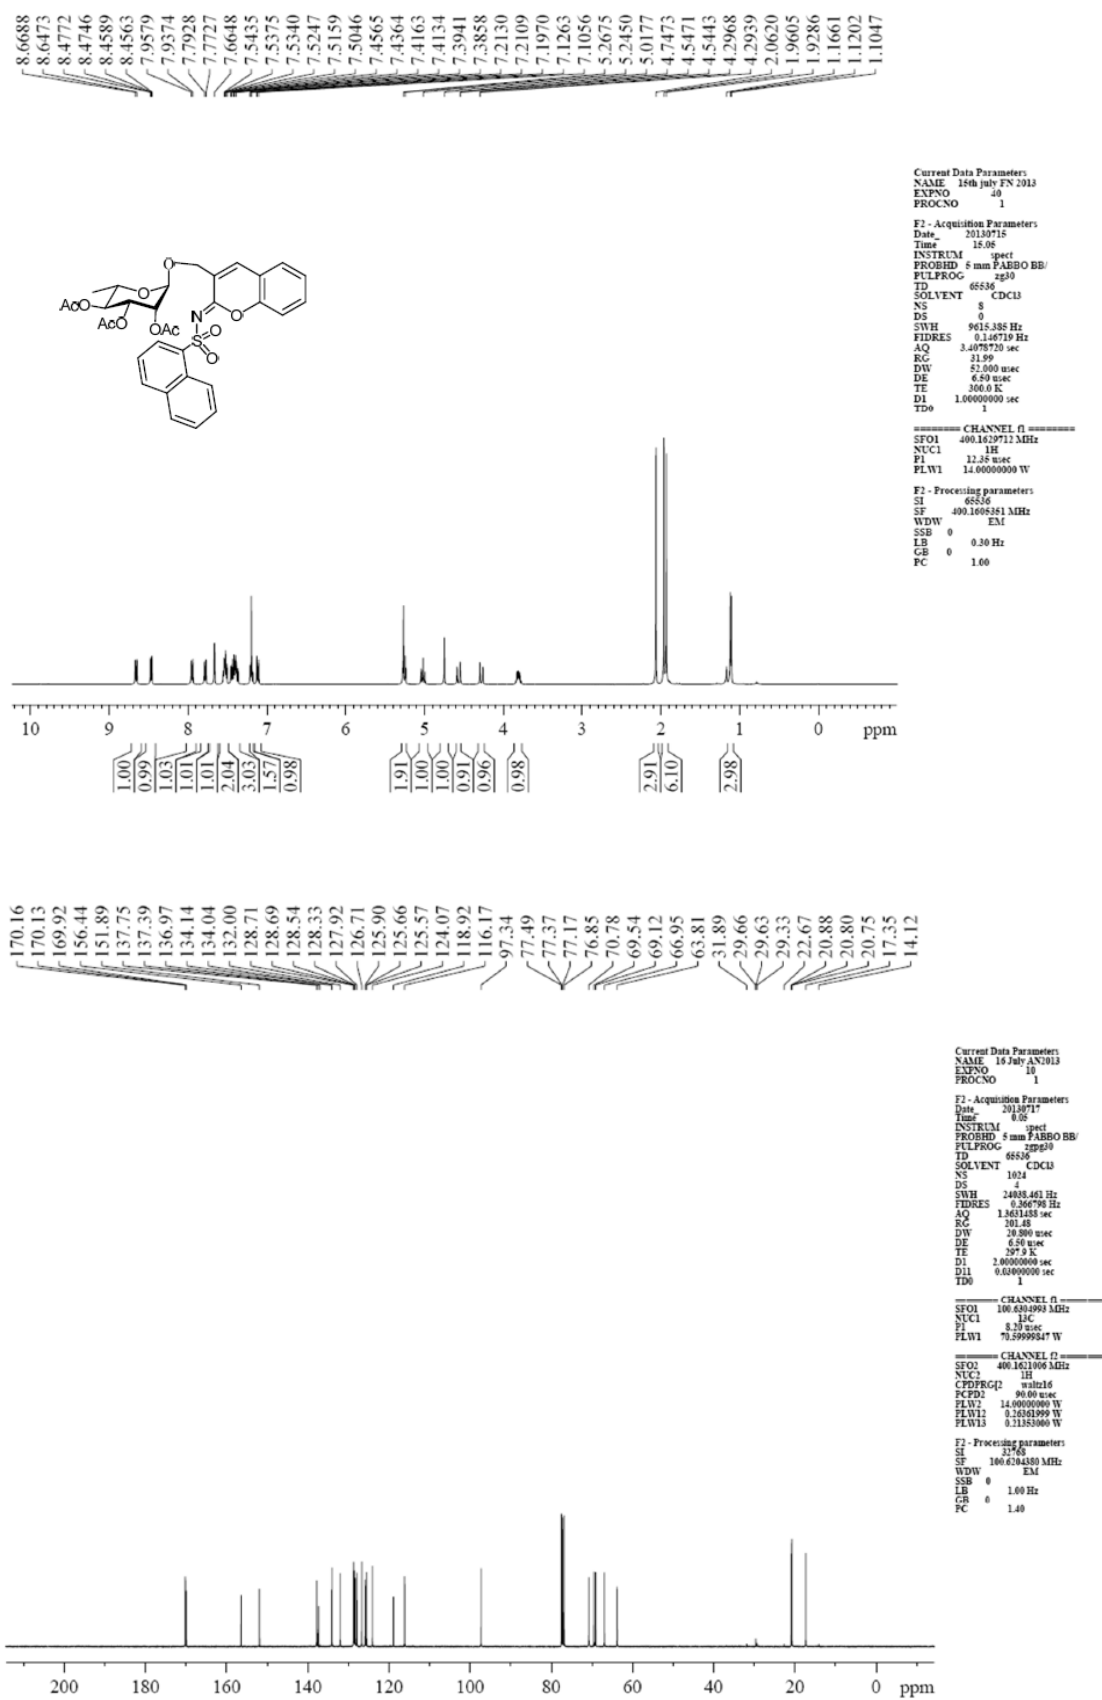 8.6688
8.6473
8.4772
8.4746
8.4589
8.4563
7.9579
7.9374
7.7928
7.7727
7.6648
7.5435
7.5375
7.5340
7.5247
7.5159
7.5046
7.4565
7.4364
7.4163
7.4134
7.3941
7.3858
7.2130
7.2109
7.1970
7.1263
7.1056
5.2675
5.2450
5.0177
4.7473
4.5471
4.5443
4.2968
4.2939
2.0620
1.9605
1.9286
1.1661
1.1202
1.1047
Current Data Parameters
NAME 15th july FN 2013
EXPNO 40
PROCNO 1
F2 - Acquisition Parameters
Date_ 20130715
Time 15.05
INSTRUM spect
PROBHD 5 mm PABBO BB/
PULPROG zg30
TD 65536
SOLVENT CDCl3
NS 8
DS 0
SWH 9615.385 Hz
FIDRES 0.146719 Hz
AQ 3.4078720 sec
RG 31.99
DW 52.000 usec
DE 6.50 usec
TE 300.0 K
D1 1.00000000 sec
TD0 1
======== CHANNEL f1 ========
SFO1 400.1629712 MHz
NUC1 1H
P1 12.35 usec
PLW1 14.00000000 W
F2 - Processing parameters
SI 65536
SF 400.1605351 MHz
WDW EM
SSB 0
LB 0.30 Hz
GB 0
PC 1.00
O
O
AcO
AcO
OAc
N
O
S
O
O
10 9 8 7 6 5 4 3 2 1 0 ppm
1.00
0.99
1.03
1.01
1.01
2.04
3.03
1.57
0.98
1.91
1.00
1.00
0.91
0.96
0.98
2.91
6.10
2.98
170.16
170.13
169.92
156.44
151.89
137.75
137.39
136.97
134.14
134.04
132.00
128.71
128.69
128.54
128.33
127.92
126.71
125.90
125.66
125.57
124.07
118.92
116.17
97.34
77.49
77.37
77.17
76.85
70.78
69.54
69.12
66.95
63.81
31.89
29.66
29.63
29.33
22.67
20.88
20.80
20.75
17.35
14.12
Current Data Parameters
NAME 16 July AN2013
EXPNO 10
PROCNO 1
F2 - Acquisition Parameters
Date_ 20130717
Time 0.05
INSTRUM spect
PROBHD 5 mm PABBO BB/
PULPROG zgpg30
TD 65536
SOLVENT CDCl3
NS 1024
DS 4
SWH 24038.461 Hz
FIDRES 0.366798 Hz
AQ 1.3631488 sec
RG 201.48
DW 20.800 usec
DE 6.50 usec
TE 297.9 K
D1 2.00000000 sec
D11 0.03000000 sec
TD0 1
======== CHANNEL f1 ========
SFO1 100.6304993 MHz
NUC1 13C
P1 8.20 usec
PLW1 70.59999847 W
======== CHANNEL f2 ========
SFO2 400.1621006 MHz
NUC2 1H
CPDPRG[2 waltz16
PCPD2 90.00 usec
PLW2 14.00000000 W
PLW12 0.26361999 W
PLW13 0.21353000 W
F2 - Processing parameters
SI 32768
SF 100.6204380 MHz
WDW EM
SSB 0
LB 1.00 Hz
GB 0
PC 1.40
200 180 160 140 120 100 80 60 40 20 0 ppm